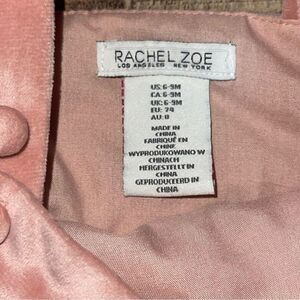 RACHEL ZOE
LOS ANGELES NEW YORK
US: 6-9M
CA: 6-9M
UK: 6-9M
EU: 74
AU: 0
MADE IN
CHINA
FABRIQUÉ EN
CHINE
WYPRODUKOWANO W
CHINACH
HERGESTELLT IN
CHINA
GEPRODUCEERD IN
CHINA